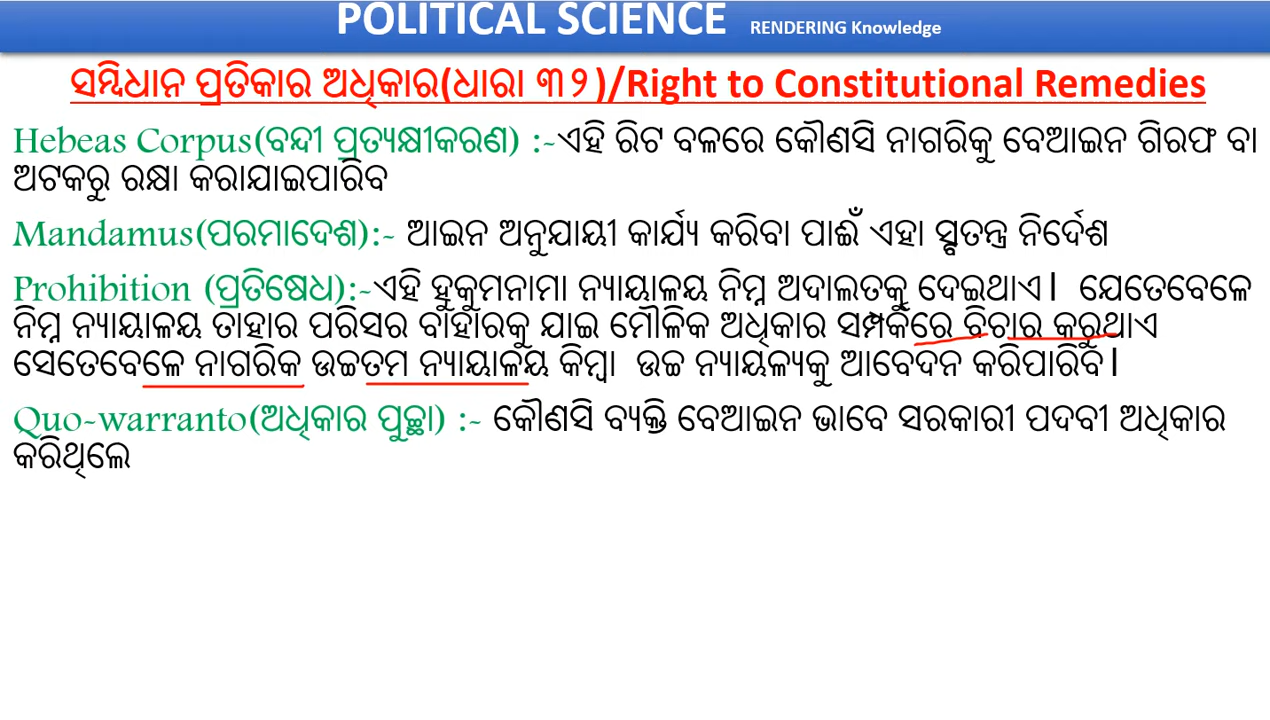 POLITICAL SCIENCE RENDERING Knowledge
ସମ୍ବିଧାନ ପ୍ରତିକାର ଅଧିକାର(ଧାରା ୩୨)/Right to Constitutional Remedies
Hebeas Corpus(ବନ୍ଦୀ ପ୍ରତ୍ୟକ୍ଷୀକରଣ) :-ଏହି ରିଟ ବଳରେ କୌଣସି ନାଗରିକୁ ବେଆଇନ ଗିରଫ ବା
ଅଟକରୁ ରକ୍ଷା କରାଯାଇପାରିବ
Mandamus(ପରମାଦେଶ):- ଆଇନ ଅନୁଯାୟୀ କାର୍ଯ୍ୟ କରିବା ପାଇଁ ଏହା ସ୍ବତନ୍ତ୍ର ନିର୍ଦେଶ
Prohibition (ପ୍ରତିଷେଧ):-ଏହି ହୁକୁମନାମା ନ୍ୟାୟାଳୟ ନିମ୍ନ ଅଦାଲତକୁ ଦେଇଥାଏ। ଯେତେବେଳେ
ନିମ୍ନ ନ୍ୟାୟାଳୟ ତାହାର ପରିସର ବାହାରକୁ ଯାଇ ମୌଳିକ ଅଧିକାର ସମ୍ପର୍କରେ ବିଚାର କରୁଥାଏ
ସେତେବେଳେ ନାଗରିକ ଉଚ୍ଚତମ ନ୍ୟାୟାଳୟ କିମ୍ବା ଉଚ୍ଚ ନ୍ୟାୟଳ୍ୟକୁ ଆବେଦନ କରିପାରିବ।
Quo-warranto(ଅଧିକାର ପୁଚ୍ଛା) :- କୌଣସି ବ୍ୟକ୍ତି ବେଆଇନ ଭାବେ ସରକାରୀ ପଦବୀ ଅଧିକାର
କରିଥିଲେ